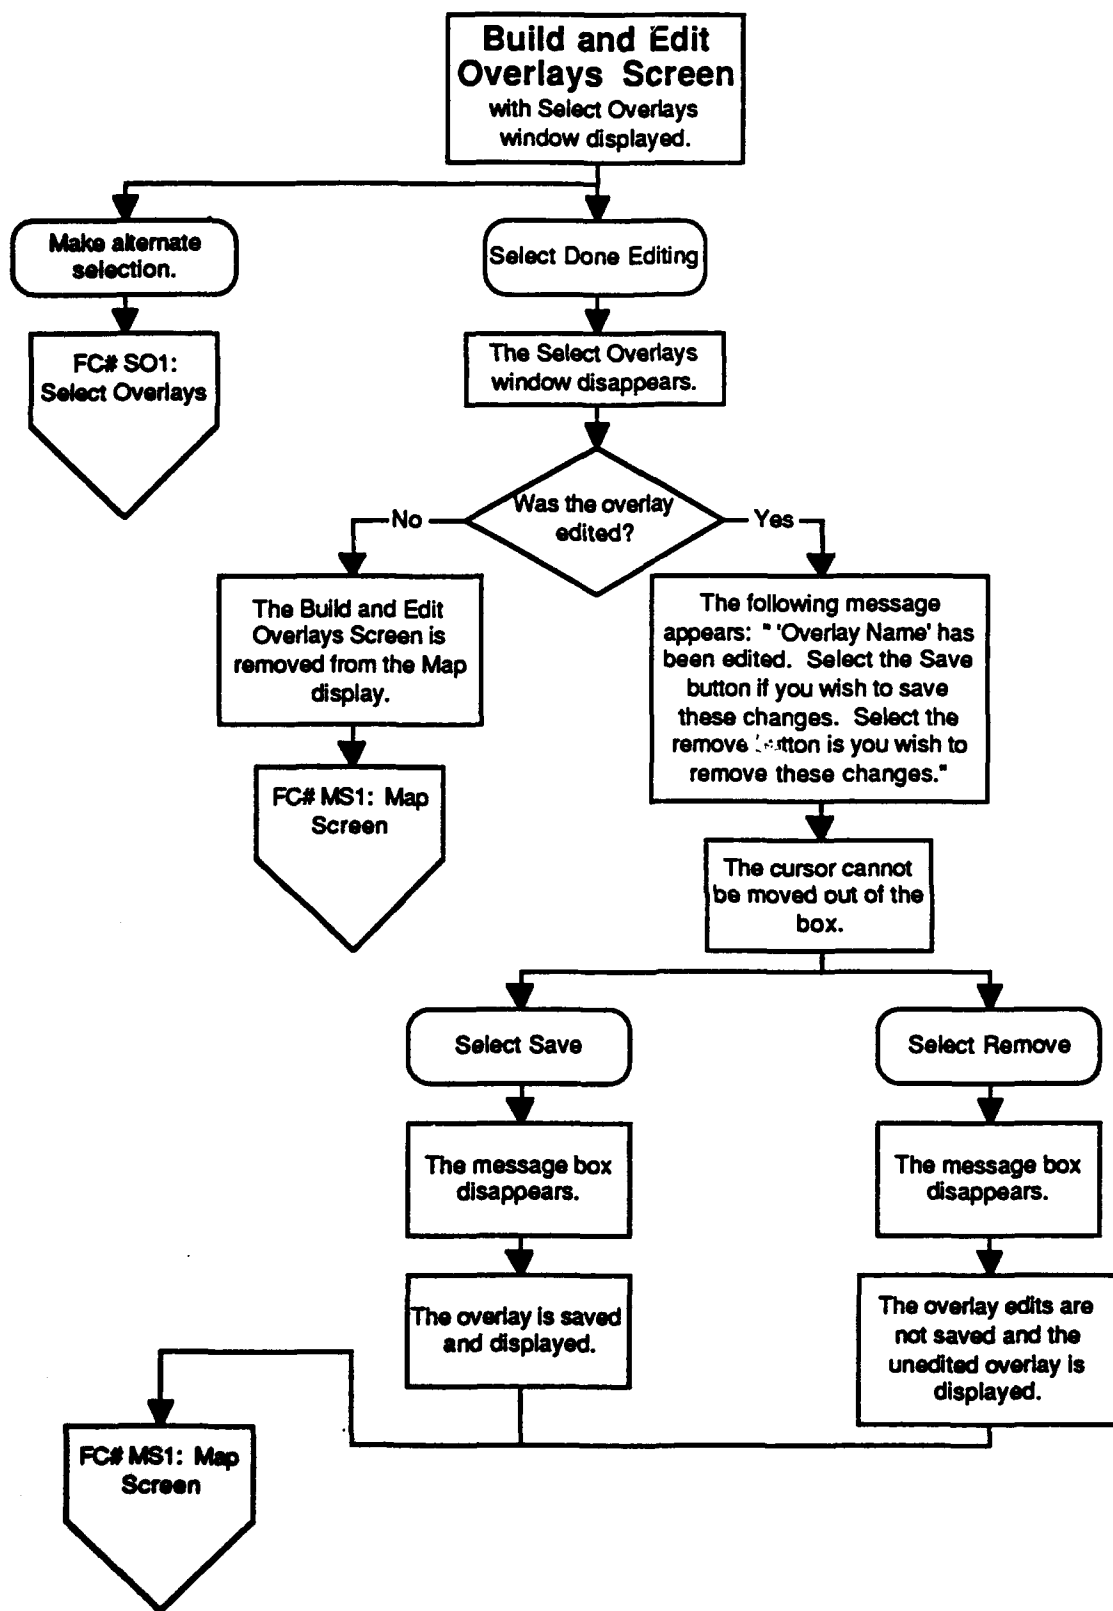 Build and Edit
Overlays Screen
with Select Overlays
window displayed.
Make alternate
selection.
Select Done Editing
FC# SO1:
Select Overlays
The Select Overlays
window disappears.
Was the overlay
edited?
No
Yes
The Build and Edit
Overlays Screen is
removed from the Map
display.
The following message
appears: " 'Overlay Name' has
been edited. Select the Save
button if you wish to save
these changes. Select the
remove button is you wish to
remove these changes."
FC# MS1: Map
Screen
The cursor cannot
be moved out of the
box.
Select Save
Select Remove
The message box
disappears.
The message box
disappears.
The overlay is saved
and displayed.
The overlay edits are
not saved and the
unedited overlay is
displayed.
FC# MS1: Map
Screen